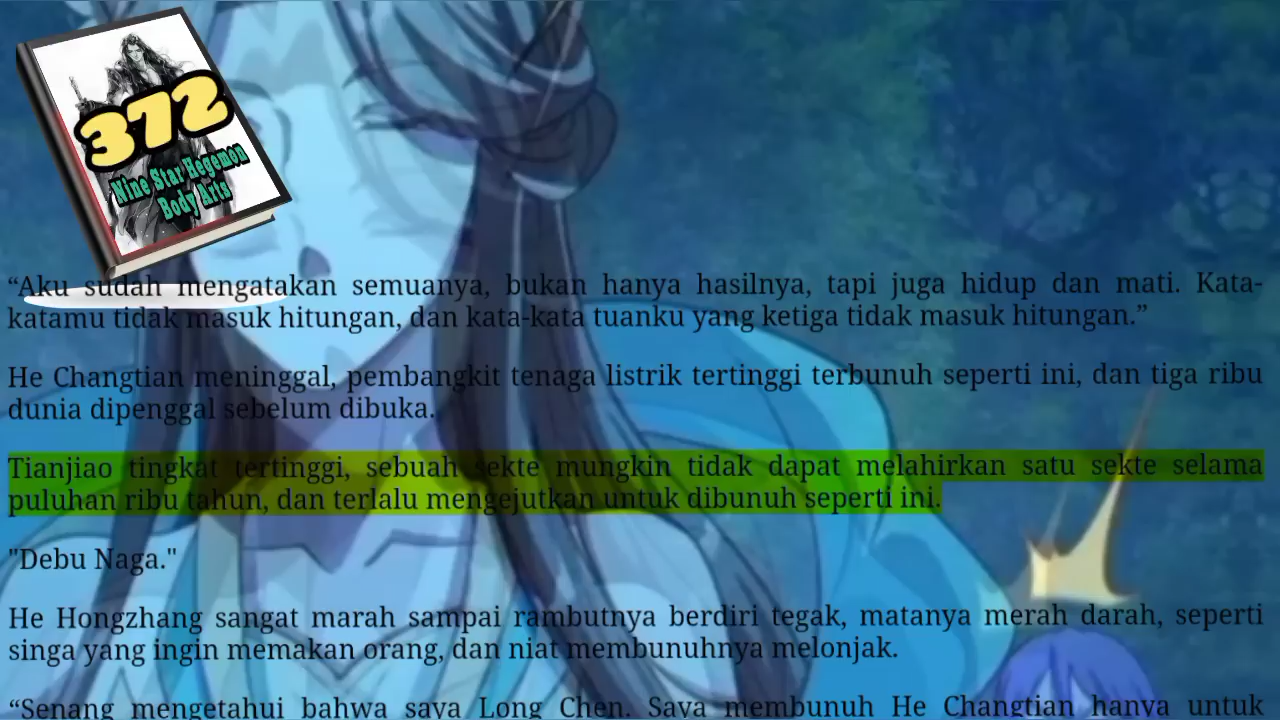 372
Nine Star Hegemon
Body Arts
“Aku sudah mengatakan semuanya, bukan hanya hasilnya, tapi juga hidup dan mati. Kata-
katamu tidak masuk hitungan, dan kata-kata tuanku yang ketiga tidak masuk hitungan.”
He Changtian meninggal, pembangkit tenaga listrik tertinggi terbunuh seperti ini, dan tiga ribu
dunia dipenggal sebelum dibuka.
Tianjiao tingkat tertinggi, sebuah sekte mungkin tidak dapat melahirkan satu sekte selama
puluhan ribu tahun, dan terlalu mengejutkan untuk dibunuh seperti ini.
"Debu Naga."
He Hongzhang sangat marah sampai rambutnya berdiri tegak, matanya merah darah, seperti
singa yang ingin memakan orang, dan niat membunuhnya melonjak.
“Senang mengetahui bahwa saya Long Chen. Saya membunuh He Changtian hanya untuk